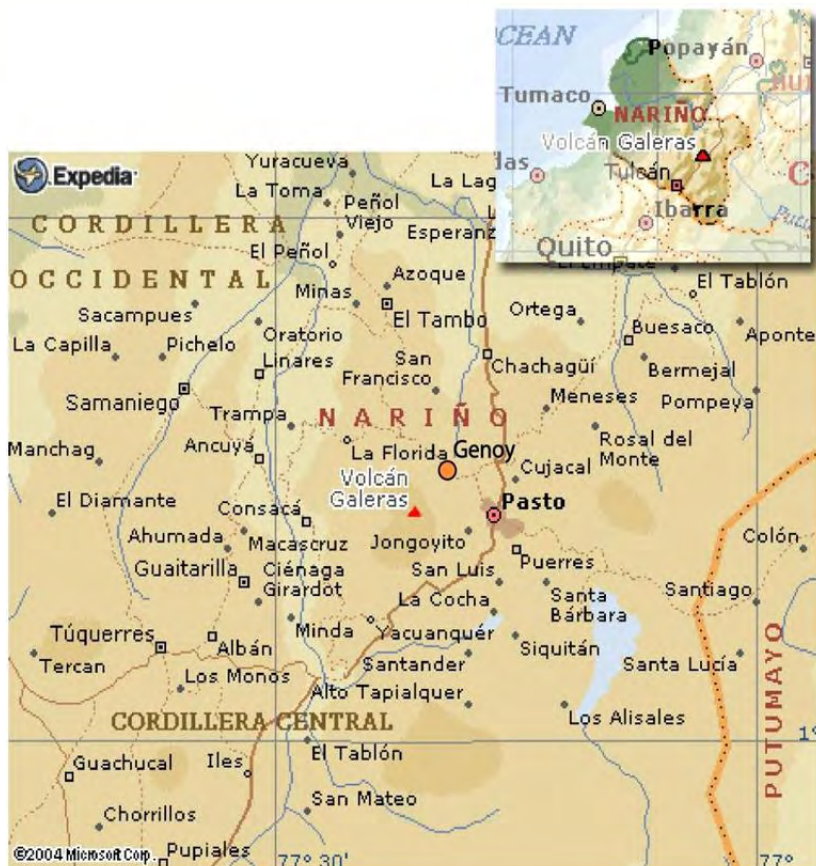 OCEAN
Popayán
Tumaco
NARIÑO
Volcán Galeras
Tulcán
Ibarra
Quito
Expedia
Yuracueva
La Toma
Peñol
Viejo
La Lag
CORDILLERA
OCCIDENTAL
El Peñol
Esperanz
Azoque
Minas
El Tambo
Sacampues
Oratorio
La Capilla
Pichelo
Linares
San
Francisco
Samaniego
Trampa
NARIÑO
Ortega
Buesaco
El Tablón
Aponte
Chachagüí
Bermejal
Meneses
Pompeya
Rosal del
Monte
Manchag
Ancuya
La Florida
Genoy
Cujacal
El Diamante
Volcán
Galeras
Consacá
Pasto
Ahumada
Macascruz
Jongoyito
Colón
Guaitarilla
Ciénaga
Girardot
Puerres
San Luis
La Cocha
Santa
Bárbara
Santiago
Túquerres
Albán
Minda
Yacuanquér
Siquitán
Tercan
Santander
Santa Lucía
Los Monos
Alto Tapialquer
Los Alisales
PUTUMAYO
CORDILLERA CENTRAL
El Tablón
1°
Guachucal
Iles
San Mateo
Chorrillos
Pupiales
©2004 Microsoft Corp.
77° 30'
77°